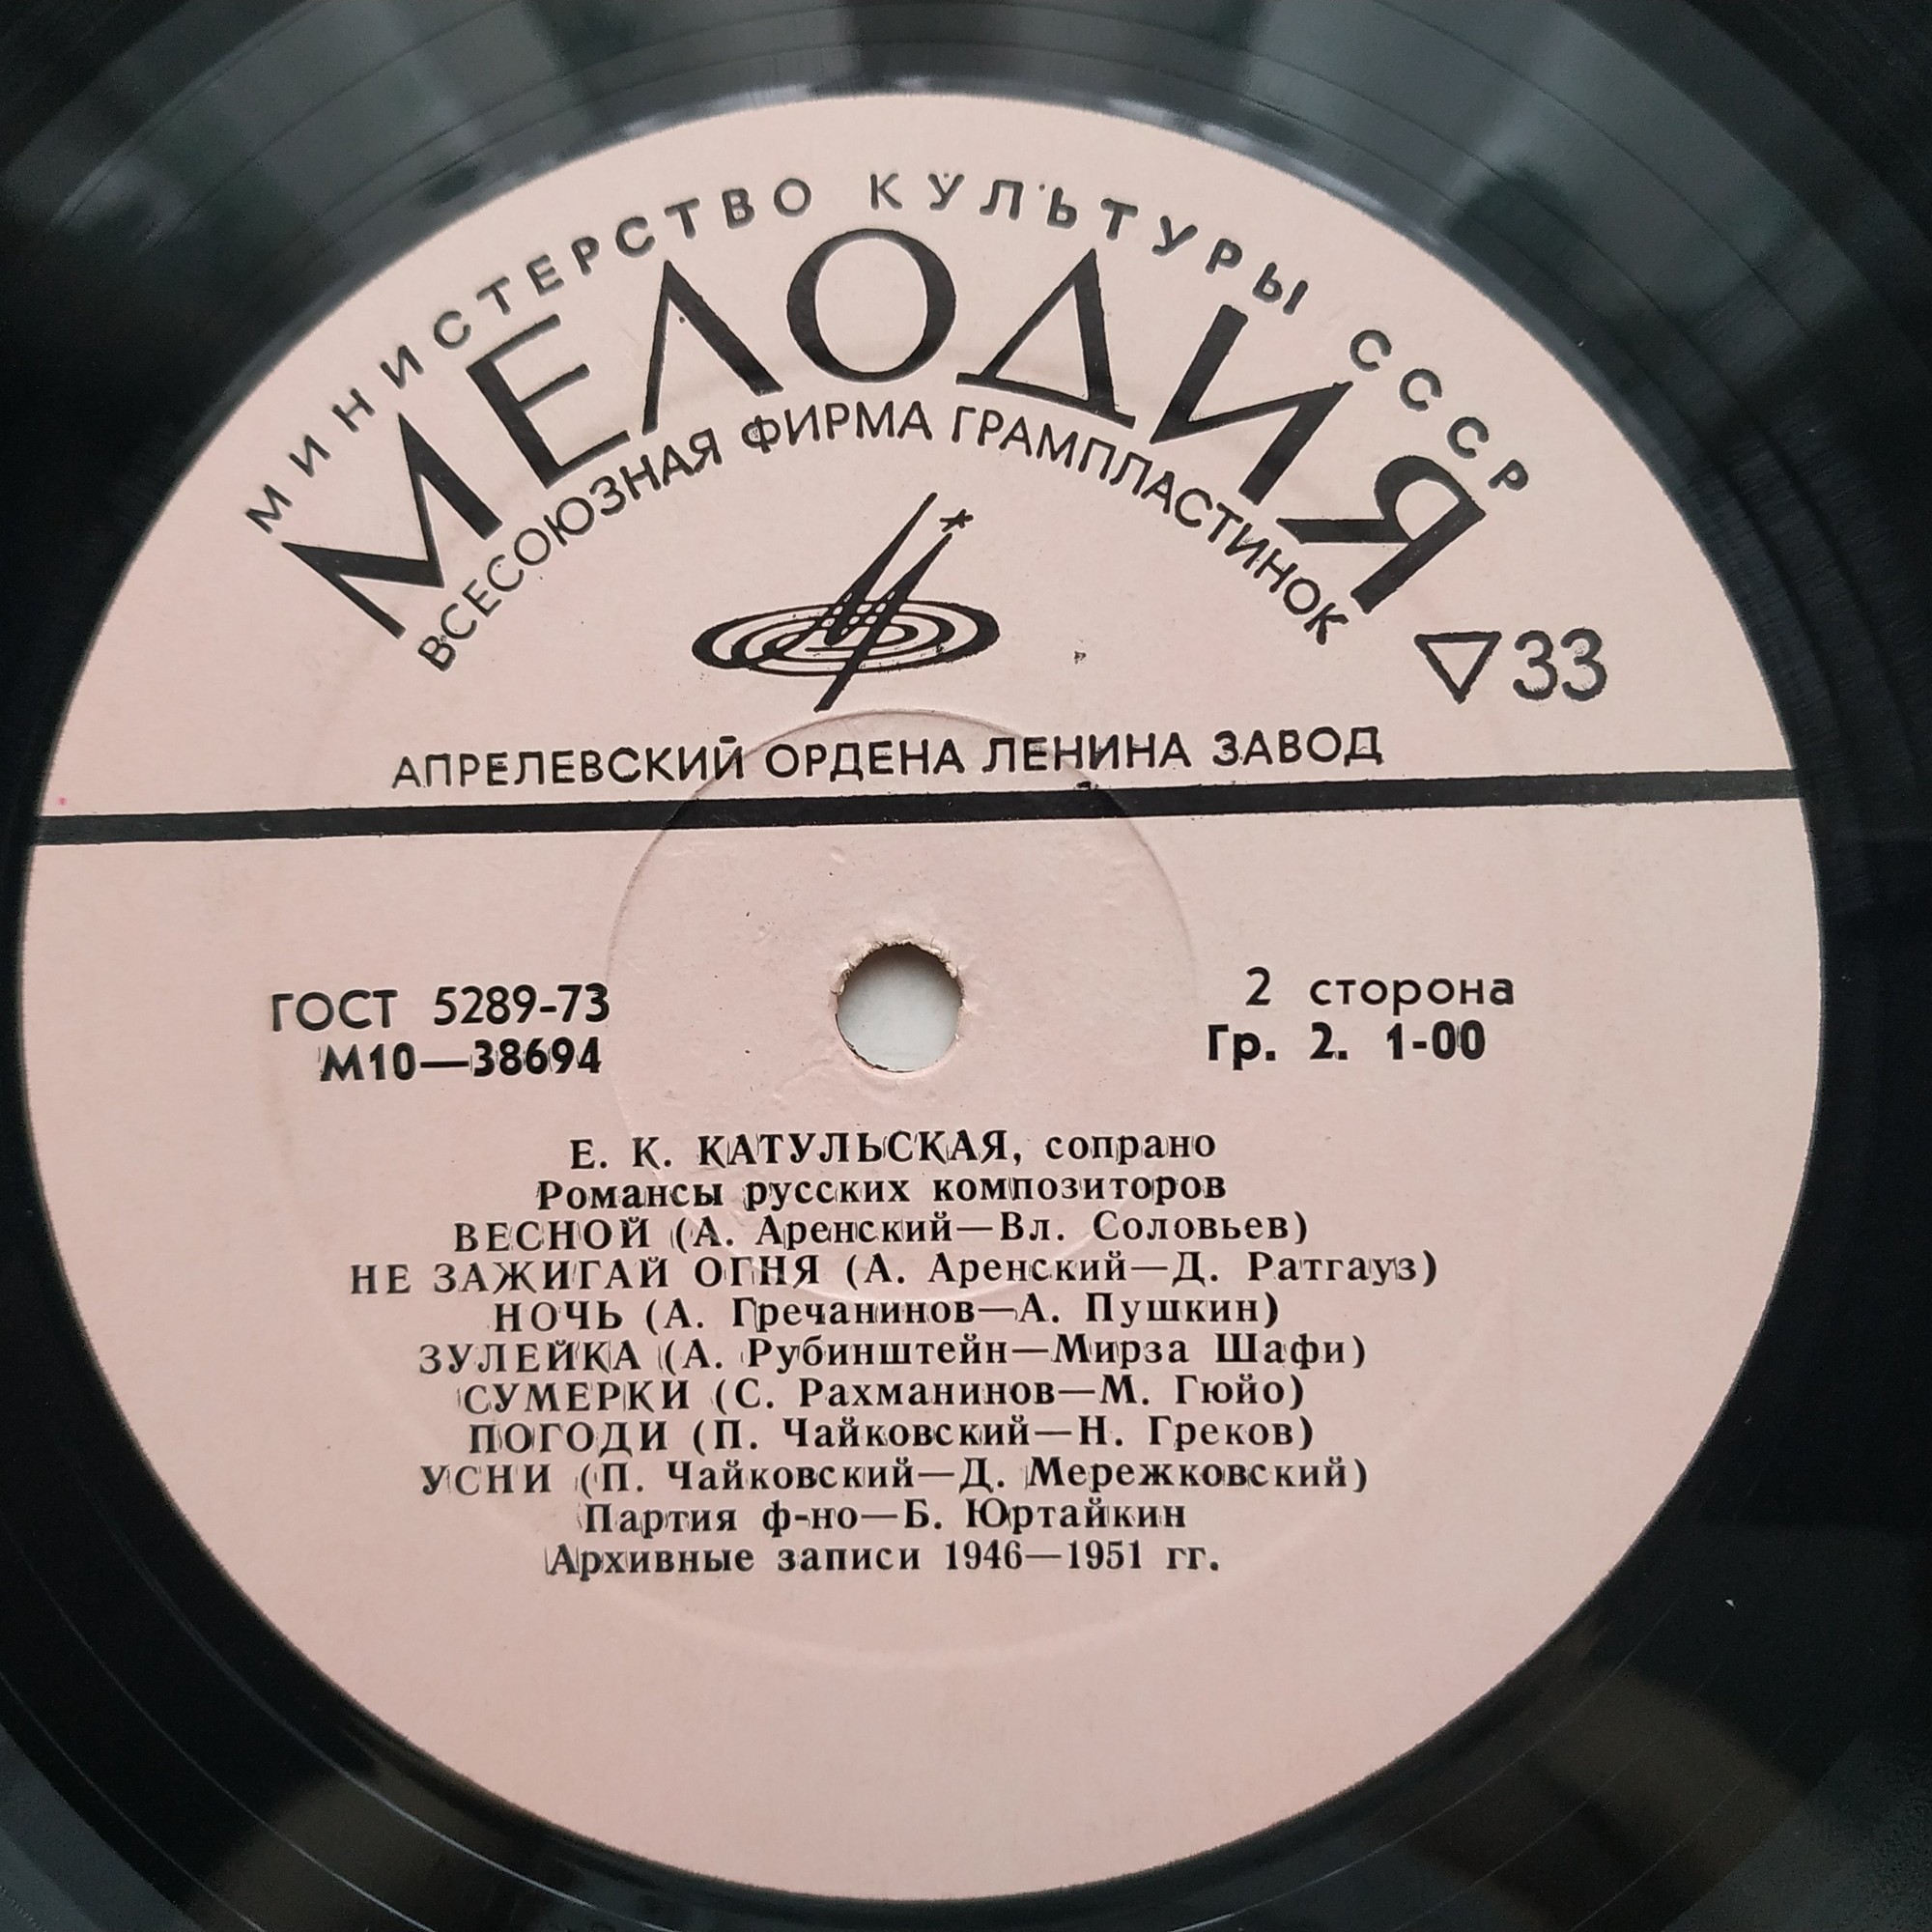 МИНИСТЕРСТВО КУЛЬТУРЫ СССР
МЕЛОДИЯ
ВСЕСОЮЗНАЯ ФИРМА ГРАМПЛАСТИНОК
33
АПРЕЛЕВСКИЙ ОРДЕНА ЛЕНИНА ЗАВОД
ГОСТ 5289-73
М10—38694
2 сторона
Гр. 2. 1-00
Е. К. КАТУЛЬСКАЯ, сопрано
Романсы русских композиторов
ВЕСНОЙ (А. Аренский—Вл. Соловьев)
НЕ ЗАЖИГАЙ ОГНЯ (А. Аренский—Д. Ратгауз)
НОЧЬ (А. Гречанинов—А. Пушкин)
ЗУЛЕЙКА (А. Рубинштейн—Мирза Шафи)
СУМЕРКИ (С. Рахманинов—М. Гюйо)
ПОГОДИ (П. Чайковский—Н. Греков)
УСНИ (П. Чайковский—Д. Мережковский)
Партия ф-но—Б. Юртайкин
Архивные записи 1946—1951 гг.